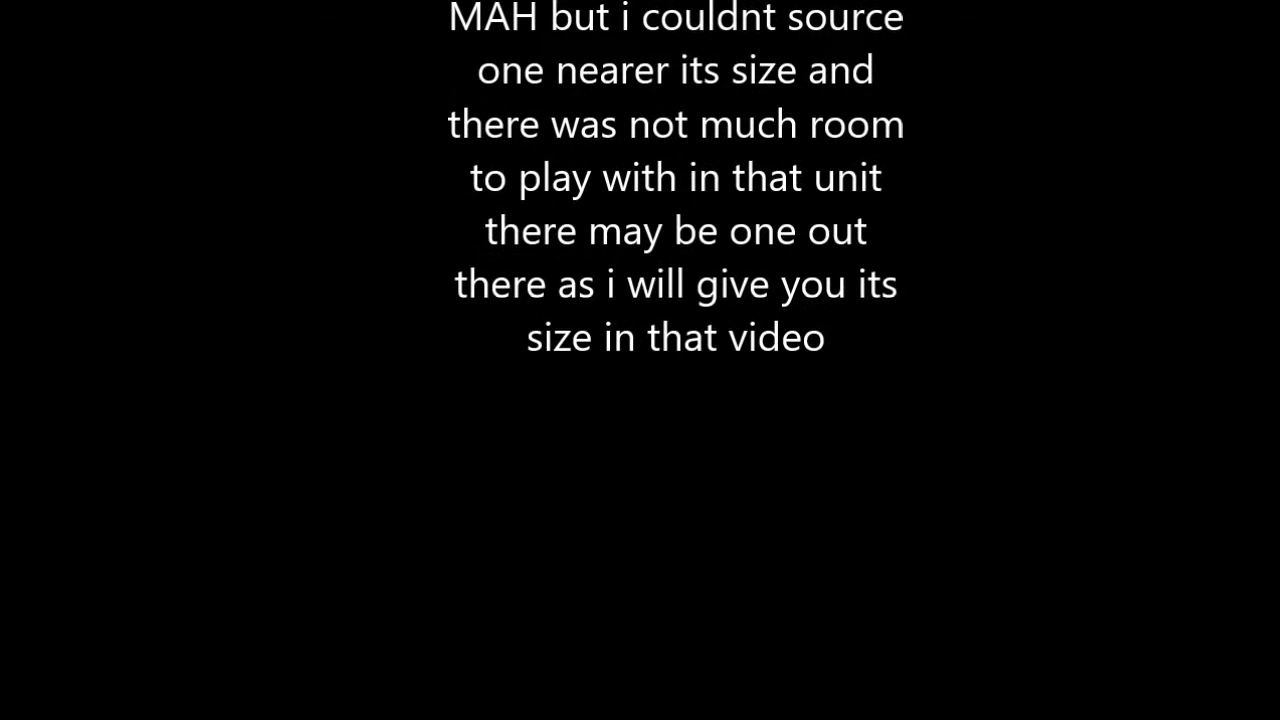 MAH but i couldnt source
one nearer its size and
there was not much room
to play with in that unit
there may be one out
there as i will give you its
size in that video